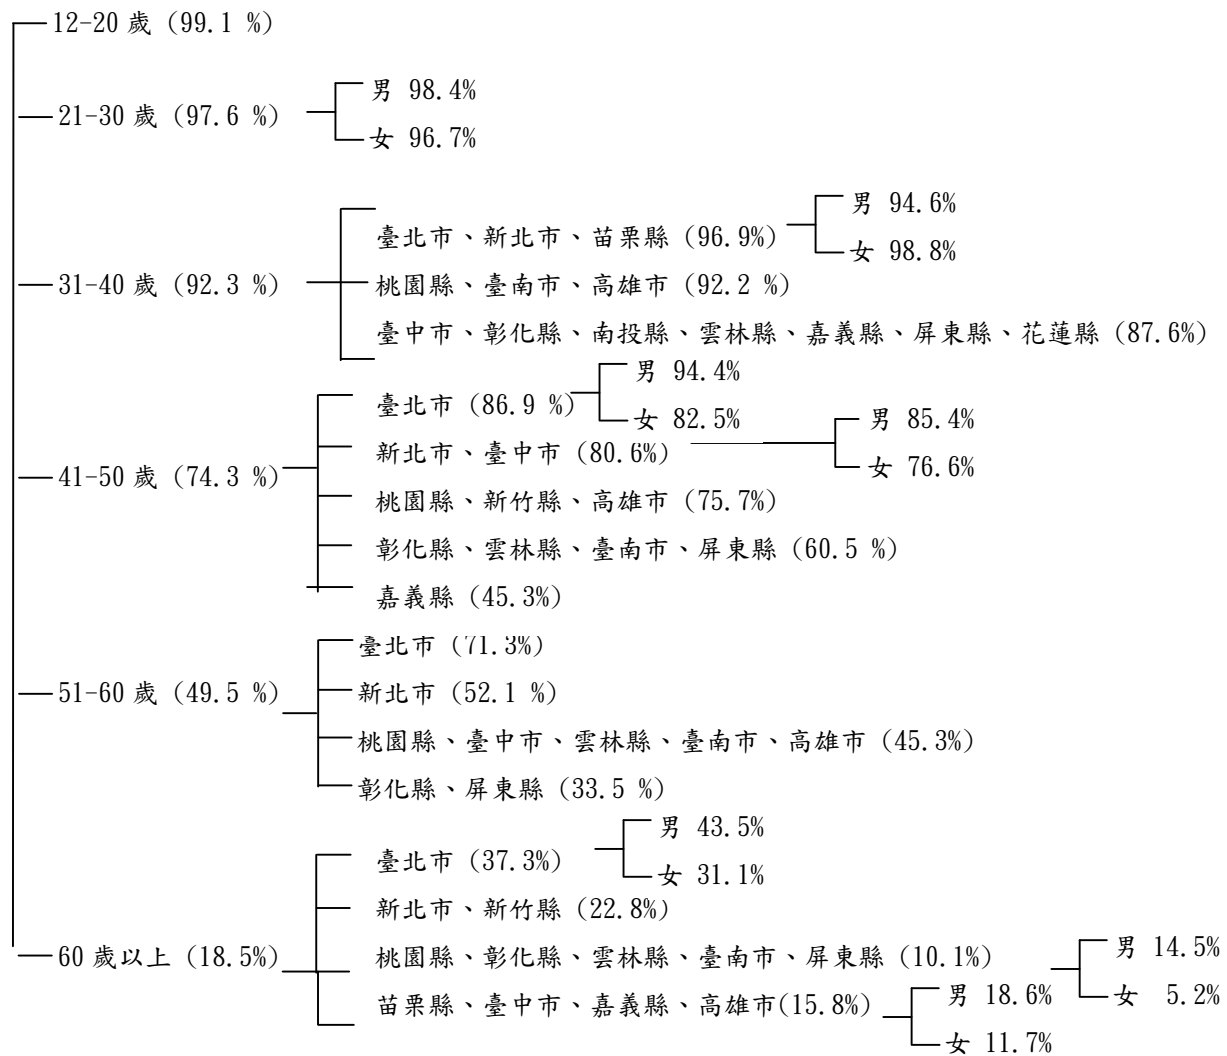 12-20 歲 (99.1 %)
21-30 歲 (97.6 %)
男 98.4%
女 96.7%
31-40 歲 (92.3 %)
臺北市、新北市、苗栗縣 (96.9%)
男 94.6%
女 98.8%
桃園縣、臺南市、高雄市 (92.2 %)
臺中市、彰化縣、南投縣、雲林縣、嘉義縣、屏東縣、花蓮縣 (87.6%)
41-50 歲 (74.3 %)
臺北市 (86.9 %)
男 94.4%
女 82.5%
新北市、臺中市 (80.6%)
男 85.4%
女 76.6%
桃園縣、新竹縣、高雄市 (75.7%)
彰化縣、雲林縣、臺南市、屏東縣 (60.5 %)
嘉義縣 (45.3%)
51-60 歲 (49.5 %)
臺北市 (71.3%)
新北市 (52.1 %)
桃園縣、臺中市、雲林縣、臺南市、高雄市 (45.3%)
彰化縣、屏東縣 (33.5 %)
60 歲以上 (18.5%)
臺北市 (37.3%)
男 43.5%
女 31.1%
新北市、新竹縣 (22.8%)
桃園縣、彰化縣、雲林縣、臺南市、屏東縣 (10.1%)
男 14.5%
女 5.2%
苗栗縣、臺中市、嘉義縣、高雄市(15.8%)
男 18.6%
女 11.7%